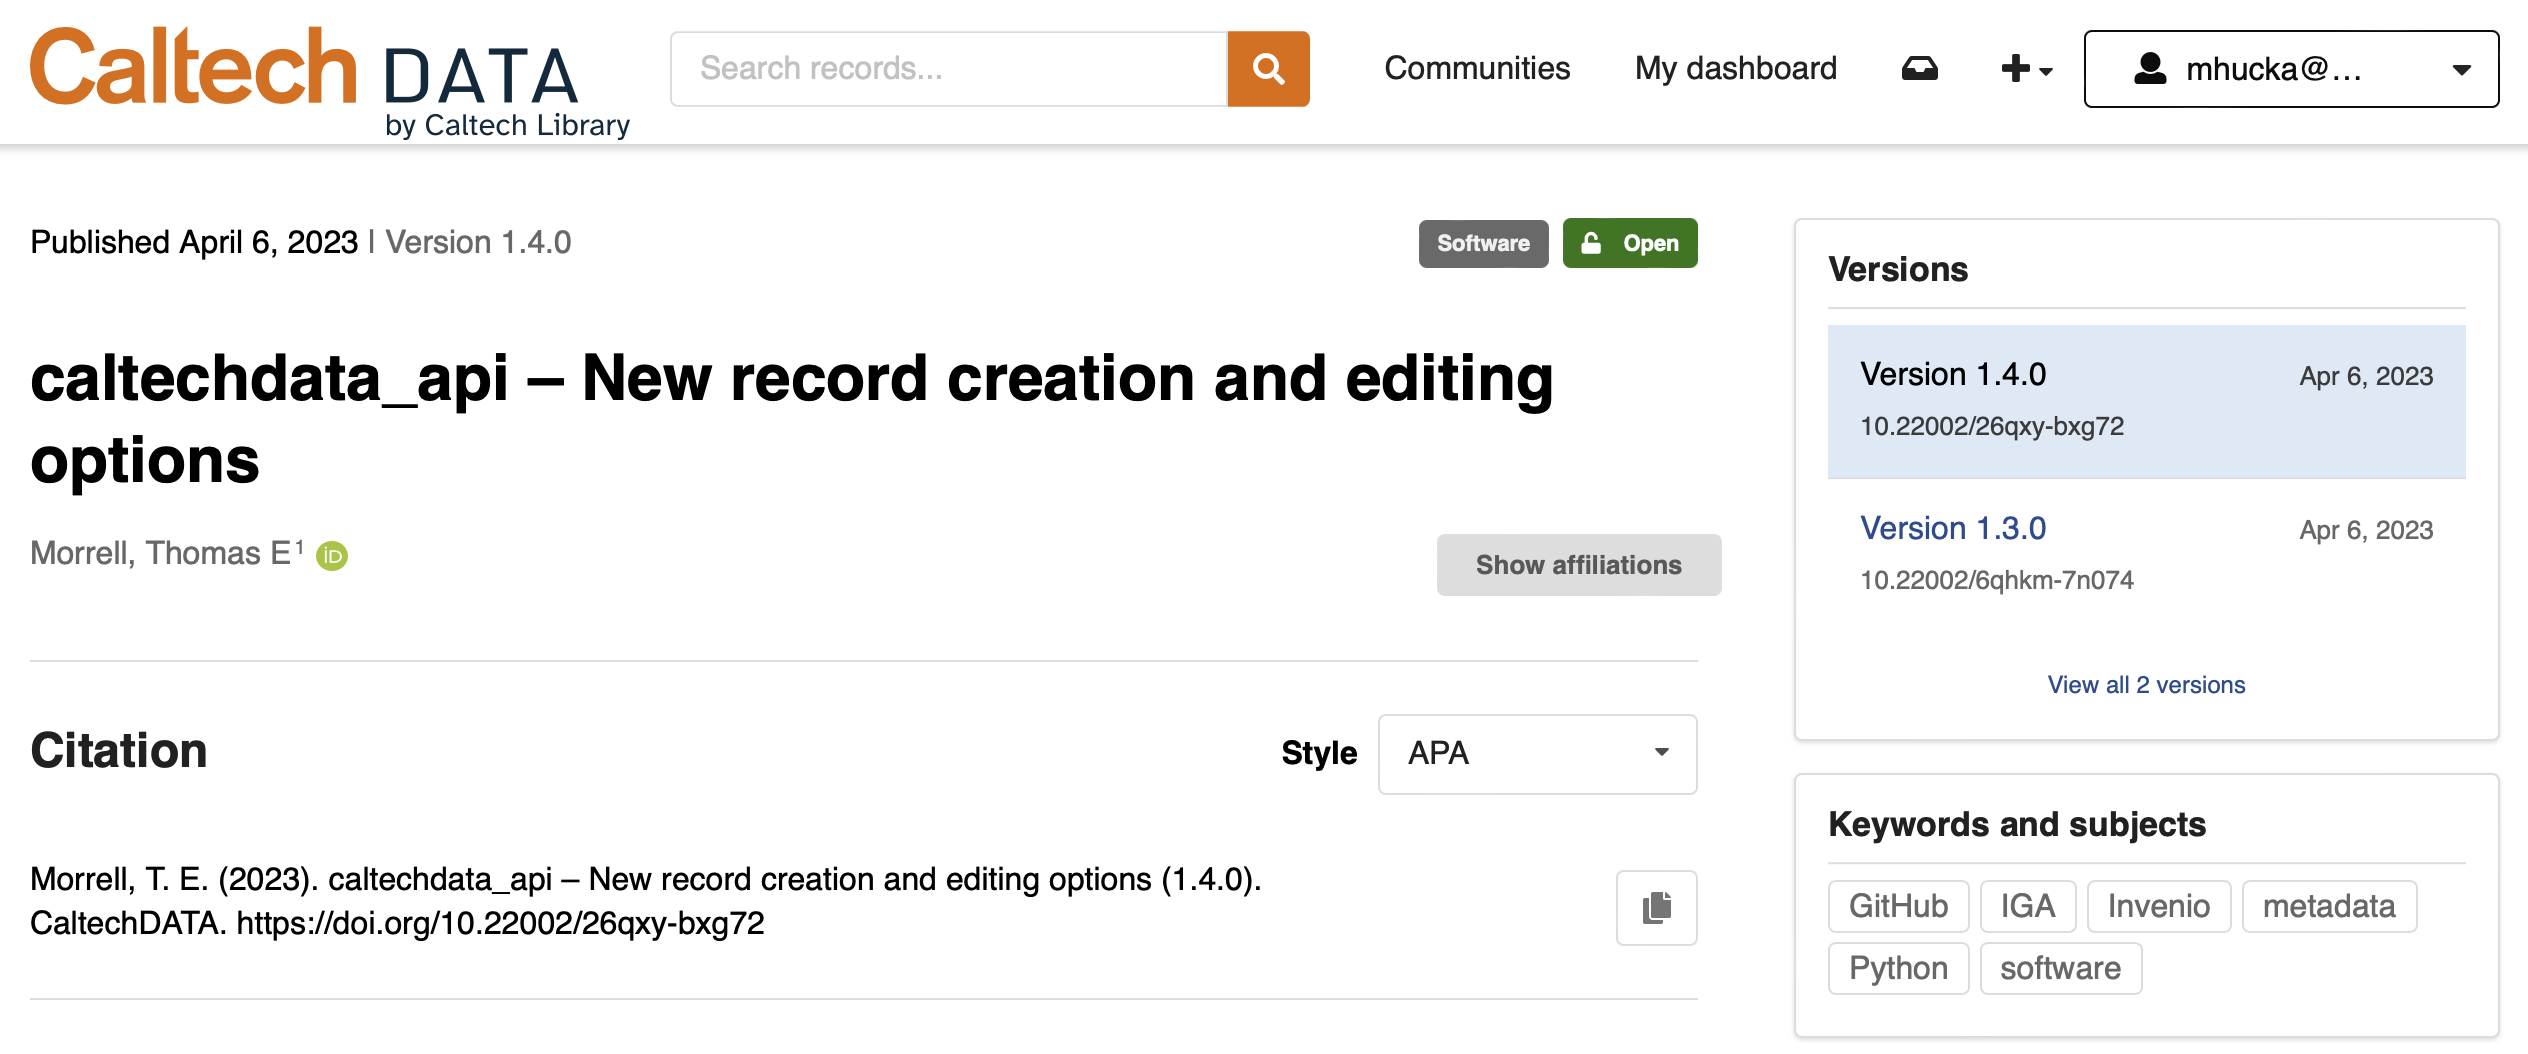 Caltech DATA
by Caltech Library
Search records...
Communities
My dashboard
mhucka@...
Published April 6, 2023 | Version 1.4.0
Software
Open
caltechdata_api – New record creation and editing
options
Morrell, Thomas E¹ iD
Show affiliations
Citation
Style
APA
Morrell, T. E. (2023). caltechdata_api – New record creation and editing options (1.4.0).
CaltechDATA. https://doi.org/10.22002/26qxy-bxg72
Versions
Version 1.4.0 Apr 6, 2023
10.22002/26qxy-bxg72
Version 1.3.0 Apr 6, 2023
10.22002/6qhkm-7n074
View all 2 versions
Keywords and subjects
GitHub IGA Invenio metadata
Python software